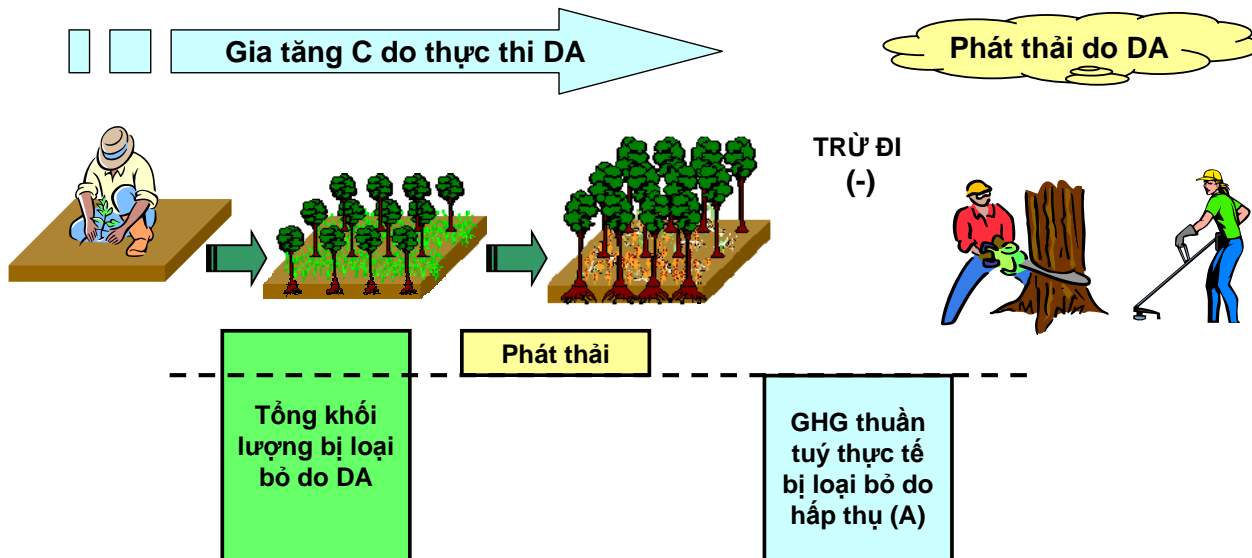 Gia tăng C do thực thi DA
Phát thải do DA
TRỪ ĐI
(-)
Phát thải
Tổng khối
lượng bị loại
bỏ do DA
GHG thuần
tuý thực tế
bị loại bỏ do
hấp thụ (A)